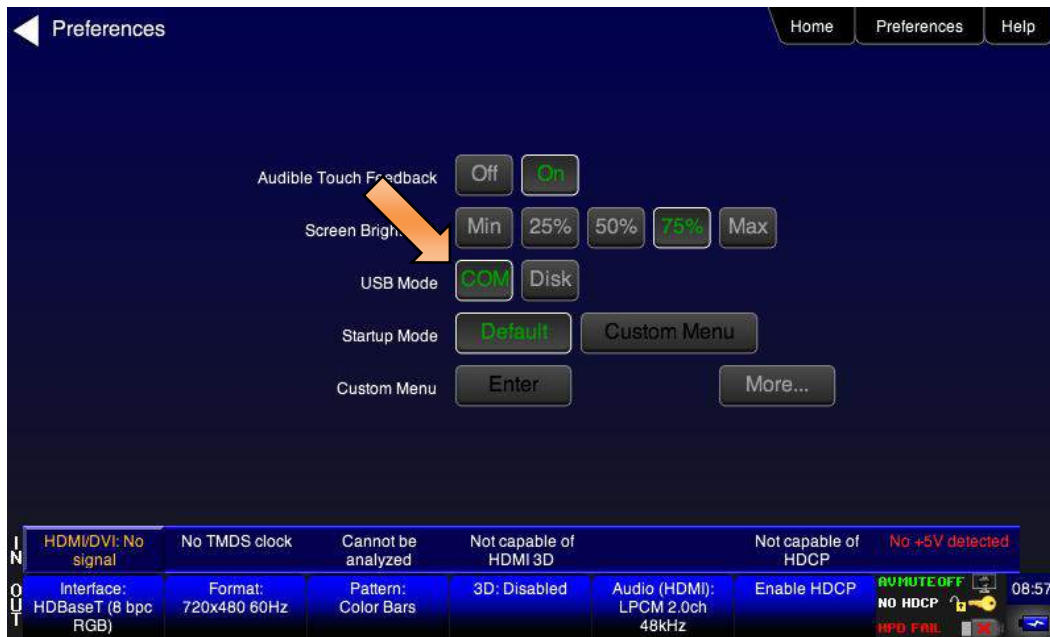 Preferences
Home Preferences Help
Audible Touch Feedback Off On
Screen Min 25% 50% 75% Max
USB Mode COM Disk
Startup Mode Default Custom Menu
Custom Menu Enter More...
IN
HDMI/DVI: No signal
No TMDS clock
Cannot be analyzed
Not capable of HDMI 3D
Not capable of HDCP
No +5V detected
OUT
Interface: HDBaseT (8 bpc RGB)
Format: 720x480 60Hz
Pattern: Color Bars
3D: Disabled
Audio (HDMI): LPCM 2.0ch 48kHz
Enable HDCP
AVMUTE OFF
NO HDCP
HPD FAIL
08:57